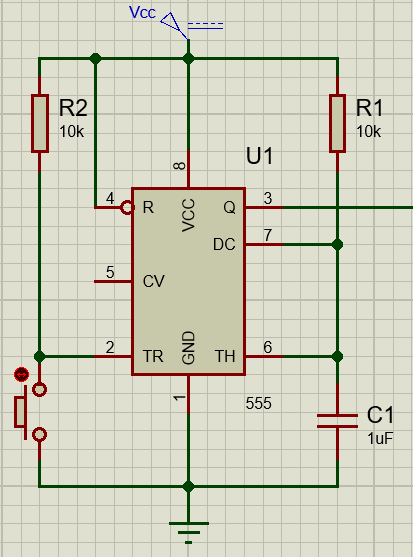 Vcc
R2
10k
R1
10k
U1
8
4
R
VCC
Q
3
DC
7
5
CV
2
TR
GND
TH
6
1
555
C1
1uF